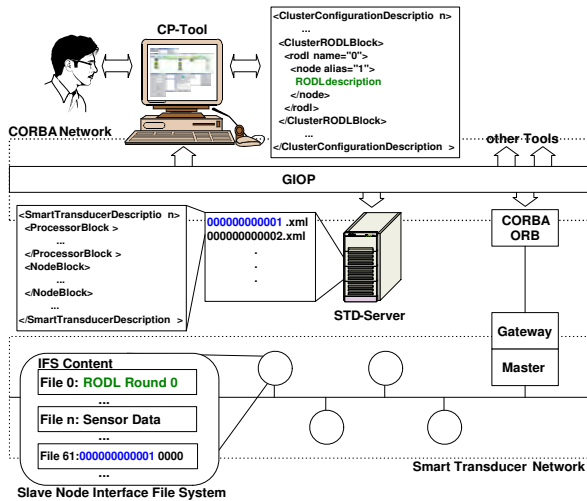 CP-Tool
<ClusterConfigurationDescriptio n>
...
<ClusterRODLBlock>
<rodl name="0">
<node alias="1">
RODLdescription
</node>
</rodl>
</ClusterRODLBlock>
...
</ClusterConfigurationDescription >
CORBA Network
other Tools
GIOP
<SmartTransducerDescriptio n>
<ProcessorBlock >
...
</ProcessorBlock >
<NodeBlock>
...
</NodeBlock>
...
</SmartTransducerDescription >
000000000001 .xml
000000000002.xml
.
.
.
STD-Server
CORBA
ORB
Gateway
Master
IFS Content
File 0: RODL Round 0
...
File n: Sensor Data
...
File 61:000000000001 0000
...
Slave Node Interface File System
Smart Transducer Network